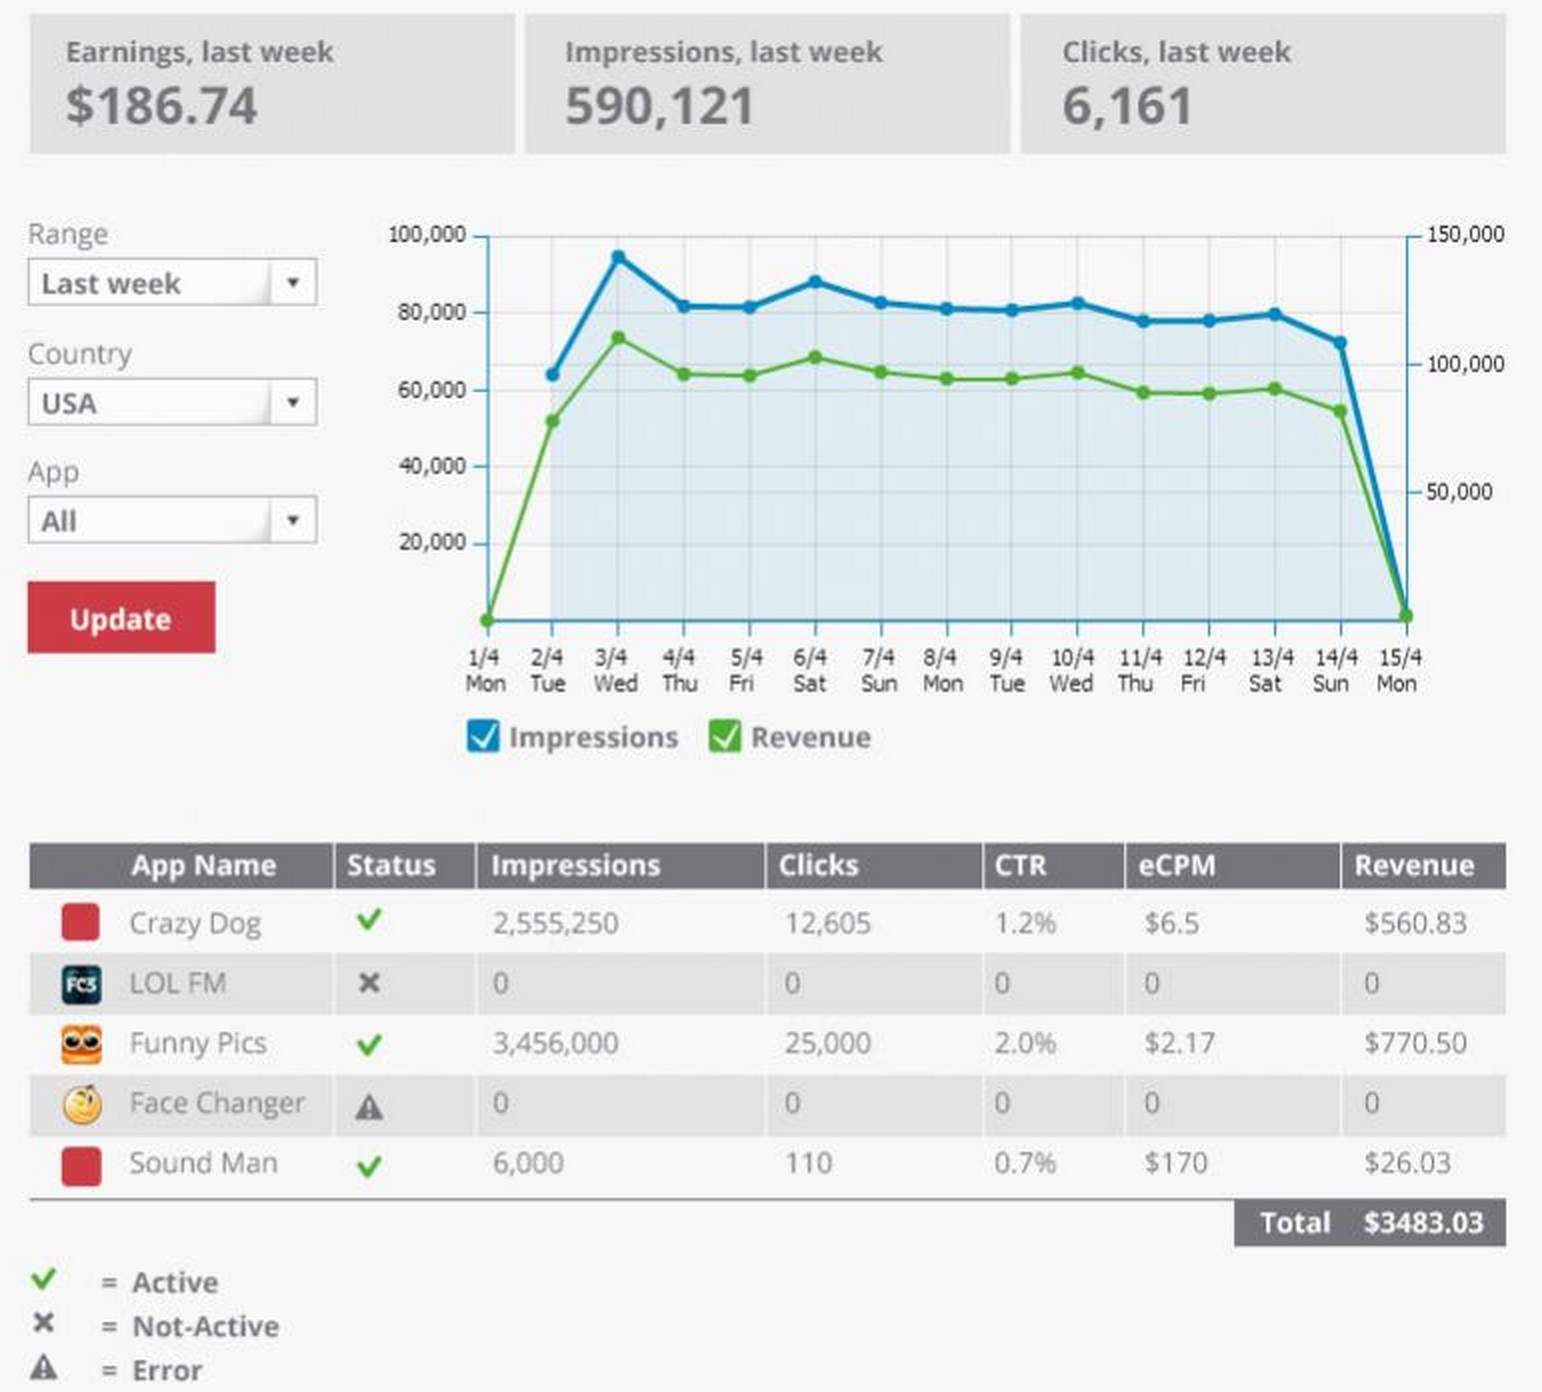 Earnings, last week
$186.74
Impressions, last week
590,121
Clicks, last week
6,161
Range
Last week
Country
USA
App
All
Update
100,000
80,000
60,000
40,000
20,000
150,000
100,000
50,000
1/4 2/4 3/4 4/4 5/4 6/4 7/4 8/4 9/4 10/4 11/4 12/4 13/4 14/4 15/4
Mon Tue Wed Thu Fri Sat Sun Mon Tue Wed Thu Fri Sat Sun Mon
Impressions Revenue
App Name Status Impressions Clicks CTR eCPM Revenue
Crazy Dog 2,555,250 12,605 1.2% $6.5 $560.83
FC3 LOL FM 0 0 0 0 0
Funny Pics 3,456,000 25,000 2.0% $2.17 $770.50
Face Changer 0 0 0 0 0
Sound Man 6,000 110 0.7% $170 $26.03
Total $3483.03
= Active
= Not-Active
= Error